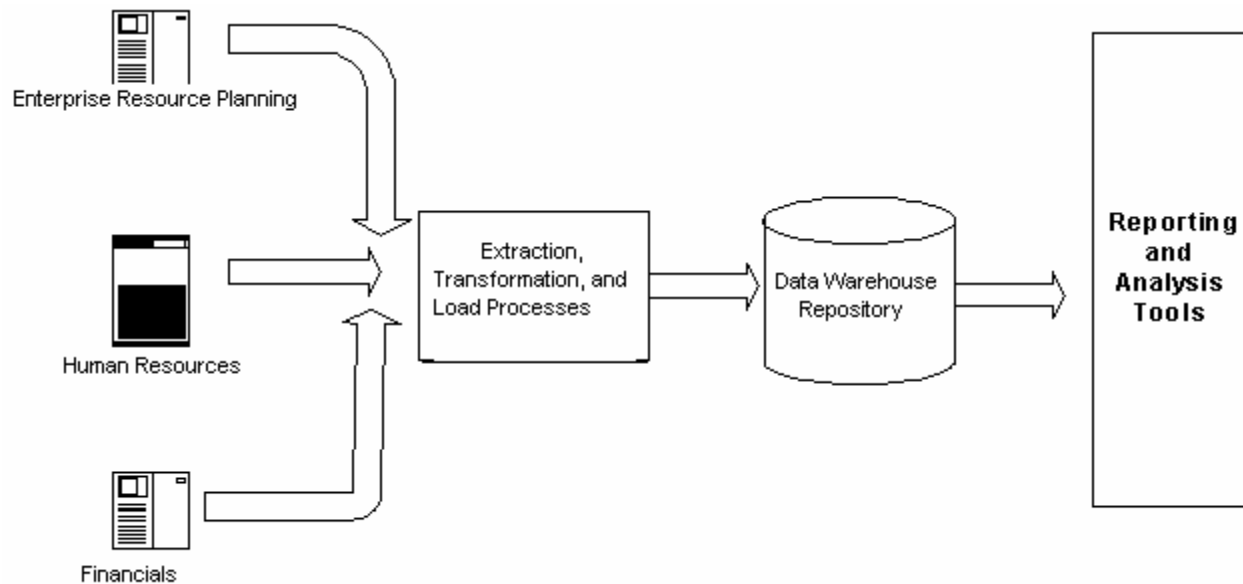 Enterprise Resource Planning
Human Resources
Financials
Extraction,
Transformation, and
Load Processes
Data Warehouse
Repository
Reporting
and
Analysis
Tools